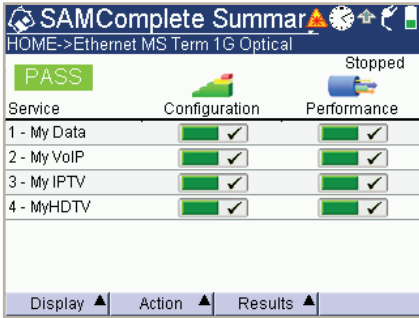 SAMComplete Summar
HOME->Ethernet MS Term 1G Optical
Stopped
PASS
Service Configuration Performance
1 - My Data
2 - My VoIP
3 - My IPTV
4 - MyHDTV
Display Action Results